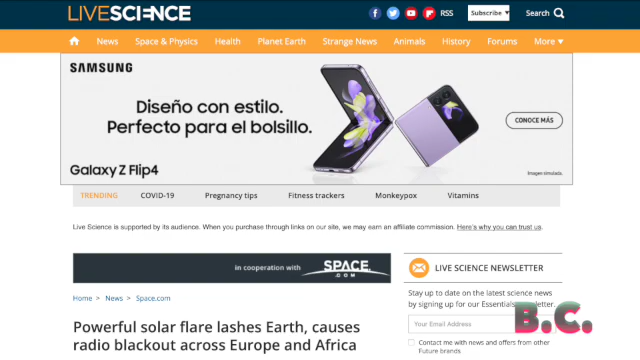 LIVESCIENCE
RSS
Subscribe
Search
News
Space & Physics
Health
Planet Earth
Strange News
Animals
History
Forums
More
SAMSUNG
Diseño con estilo.
Perfecto para el bolsillo.
CONOCE MÁS
Galaxy Z Flip4
Imagen simulada.
TRENDING
COVID-19
Pregnancy tips
Fitness trackers
Monkeypox
Vitamins
Live Science is supported by its audience. When you purchase through links on our site, we may earn an affiliate commission. Here's why you can trust us.
in cooperation with
SPACE
.COM
LIVE SCIENCE NEWSLETTER
Home > News > Space.com
Stay up to date on the latest science news
by signing up for our Essentials newsletter.
Your Email Address
B.C.
Powerful solar flare lashes Earth, causes
radio blackout across Europe and Africa
Contact me with news and offers from other
Future brands